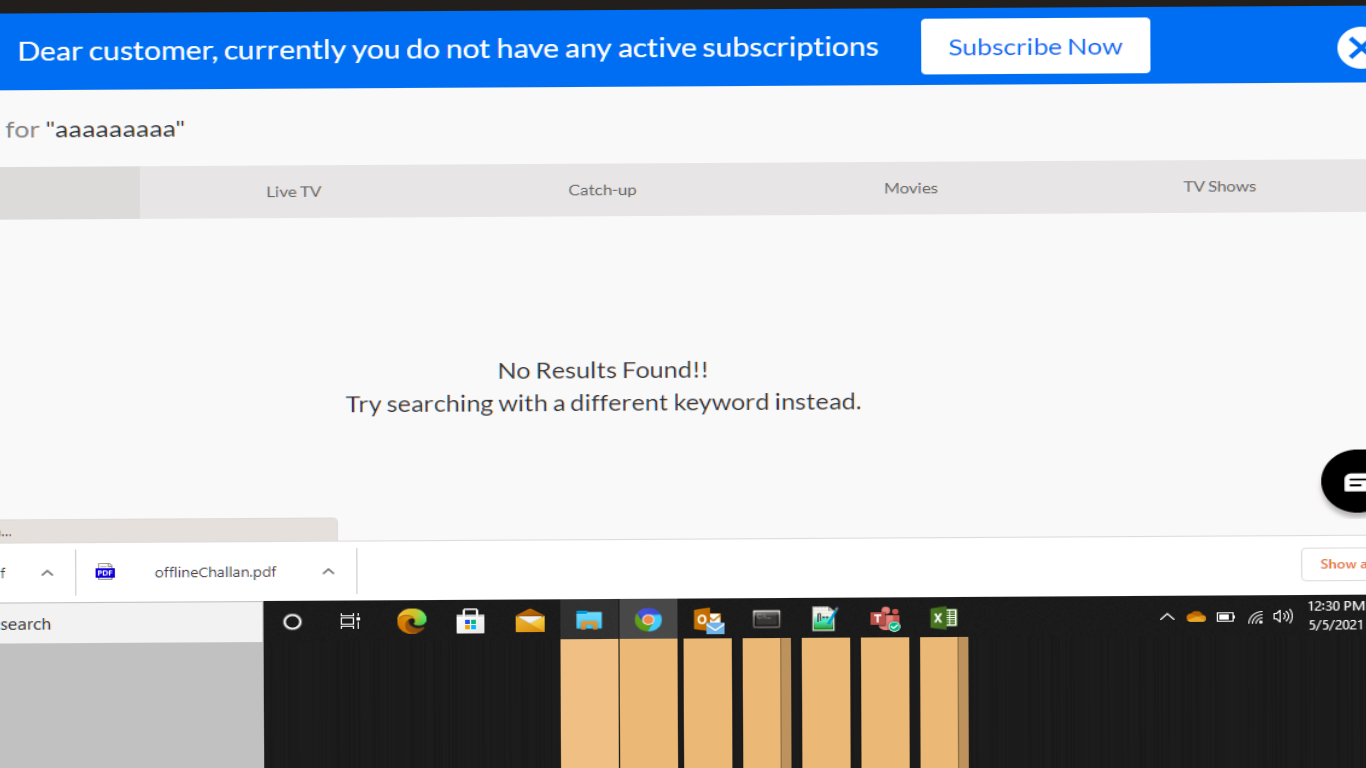 Dear customer, currently you do not have any active subscriptions
Subscribe Now
for "aaaaaaaaa"
Live TV
Catch-up
Movies
TV Shows
No Results Found!!
Try searching with a different keyword instead.
...
f
PDF
offlineChallan.pdf
Show a
search
12:30 PM
5/5/2021